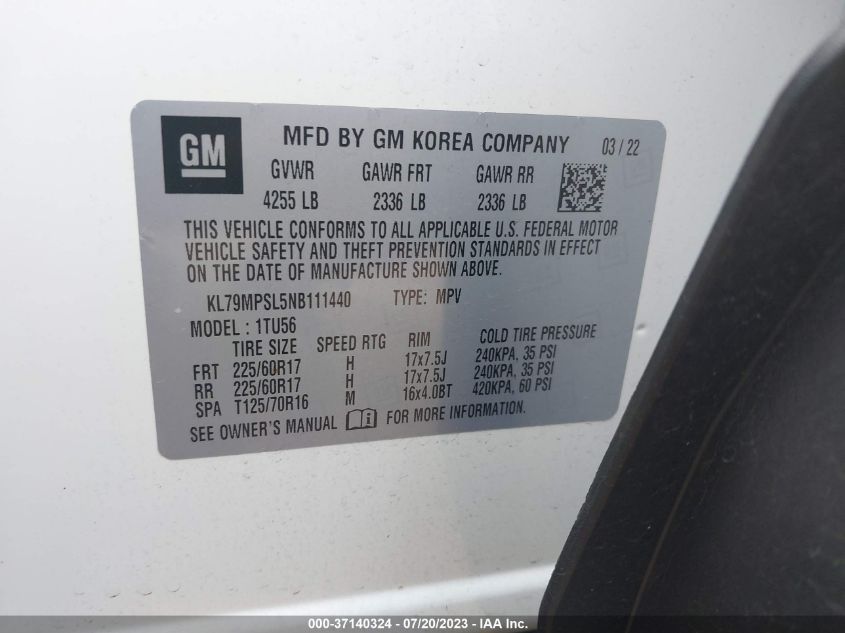 GM
MFD BY GM KOREA COMPANY 03 / 22
GVWR GAWR FRT GAWR RR
4255 LB 2336 LB 2336 LB
THIS VEHICLE CONFORMS TO ALL APPLICABLE U.S. FEDERAL MOTOR
VEHICLE SAFETY AND THEFT PREVENTION STANDARDS IN EFFECT
ON THE DATE OF MANUFACTURE SHOWN ABOVE.
KL79MPSL5NB111440 TYPE: MPV
MODEL : 1TU56
TIRE SIZE SPEED RTG RIM COLD TIRE PRESSURE
FRT 225/60R17 H 17x7.5J 240KPA, 35 PSI
RR 225/60R17 H 17x7.5J 240KPA, 35 PSI
SPA T125/70R16 M 16x4.0BT 420KPA, 60 PSI
SEE OWNER'S MANUAL i FOR MORE INFORMATION.
000-37140324 - 07/20/2023 - IAA Inc.